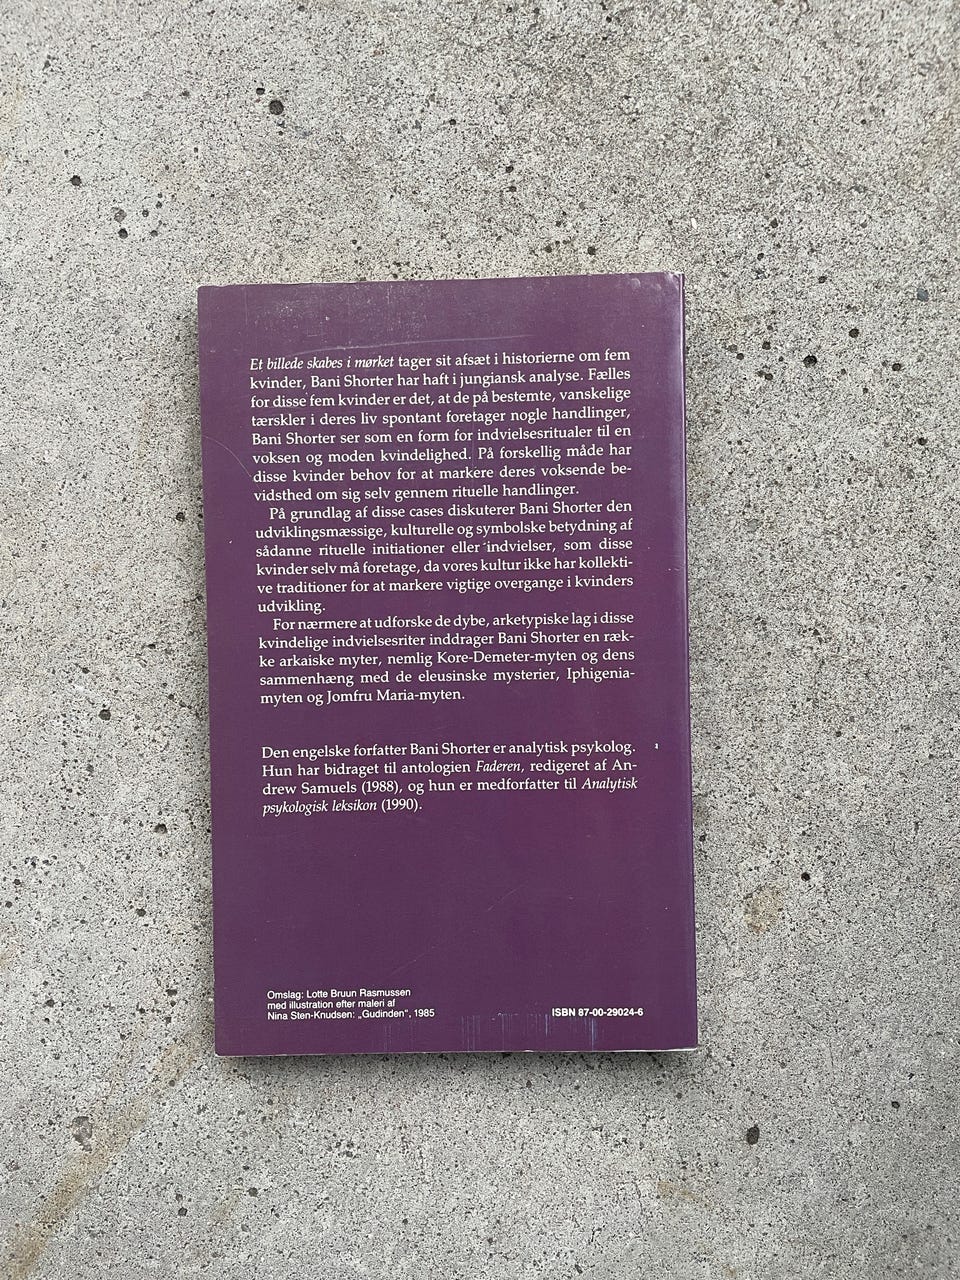 Et billede skabes i mørket tager sit afsæt i historierne om fem
kvinder, Bani Shorter har haft i jungiansk analyse. Fælles
for disse fem kvinder er det, at de på bestemte, vanskelige
tærskler i deres liv spontant foretager nogle handlinger,
Bani Shorter ser som en form for indvielsesritualer til en
voksen og moden kvindelighed. På forskellig måde har
disse kvinder behov for at markere deres voksende be-
vidsthed om sig selv gennem rituelle handlinger.
På grundlag af disse cases diskuterer Bani Shorter den
udviklingsmæssige, kulturelle og symbolske betydning af
sådanne rituelle initiationer eller indvielser, som disse
kvinder selv må foretage, da vores kultur ikke har kollekti-
ve traditioner for at markere vigtige overgange i kvinders
udvikling.
For nærmere at udforske de dybe, arketypiske lag i disse
kvindelige indvielsesriter inddrager Bani Shorter en ræk-
ke arkaiske myter, nemlig Kore-Demeter-myten og dens
sammenhæng med de eleusinske mysterier, Iphigenia-
myten og Jomfru Maria-myten.
Den engelske forfatter Bani Shorter er analytisk psykolog.
Hun har bidraget til antologien Faderen, redigeret af An-
drew Samuels (1988), og hun er medforfatter til Analytisk
psykologisk leksikon (1990).
Omslag: Lotte Bruun Rasmussen
med illustration efter maleri af
Nina Sten-Knudsen: „Gudinden“, 1985
ISBN 87-00-29024-6